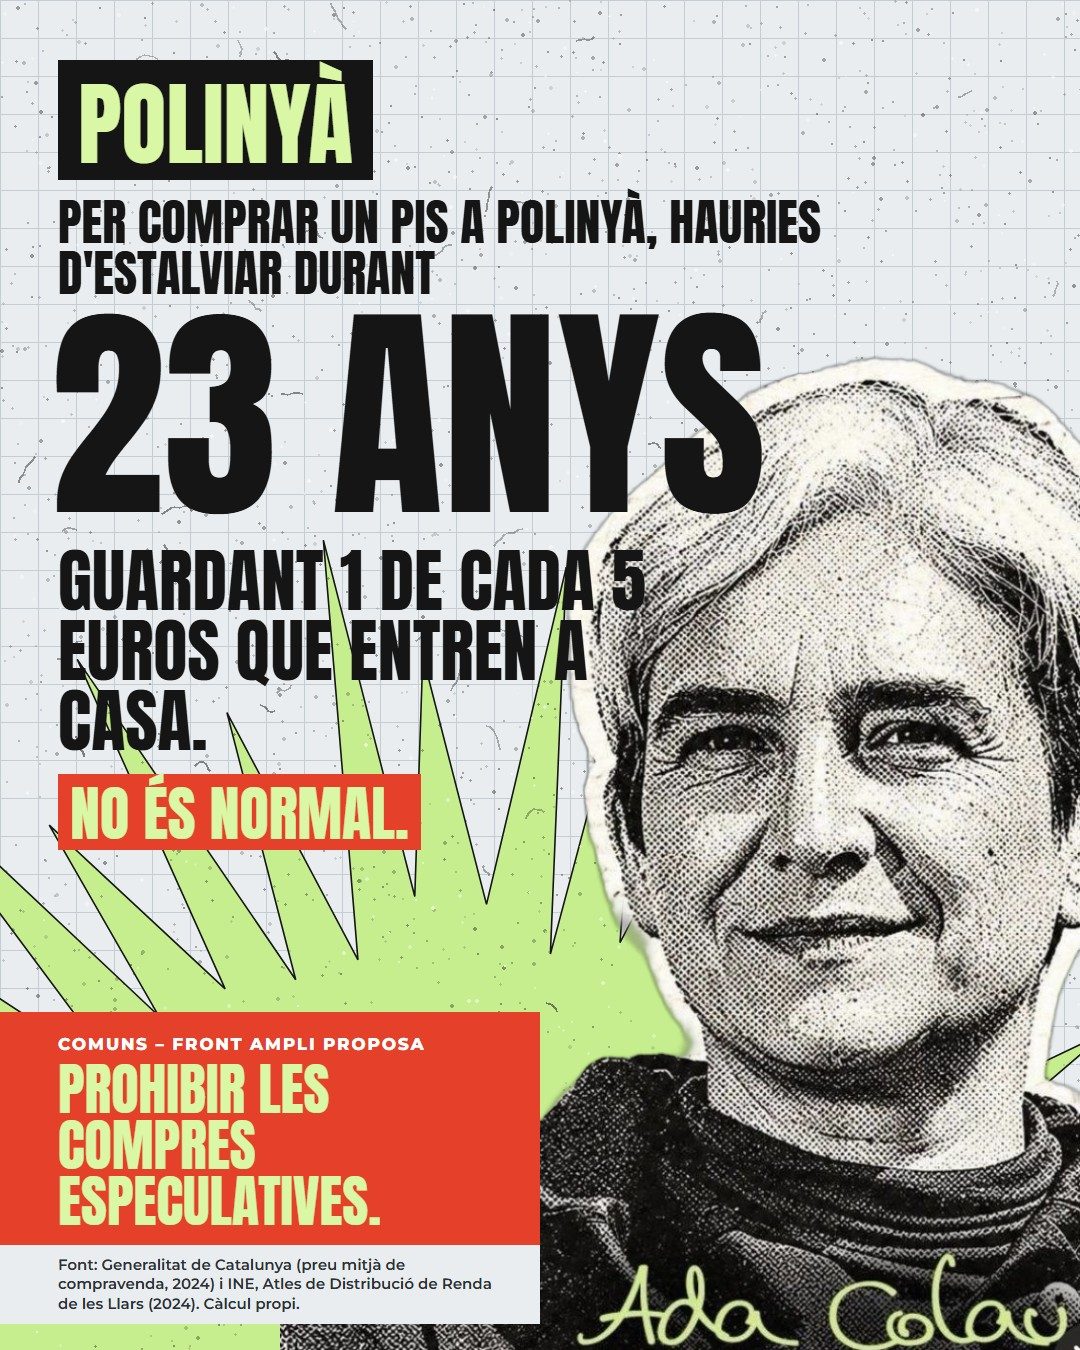 POLINYÀ
PER COMPRAR UN PIS A POLINYÀ, HAURIES
D'ESTALVIAR DURANT
23 ANYS
GUARDANT 1 DE CADA 5
EUROS QUE ENTREN A
CASA.
NO ÉS NORMAL.
COMUNS – FRONT AMPLI PROPOSA
PROHIBIR LES
COMPRES
ESPECULATIVES.
Font: Generalitat de Catalunya (preu mitjà de
compravenda, 2024) i INE, Atles de Distribució de Renda
de les Llars (2024). Càlcul propi.
Ada Colau